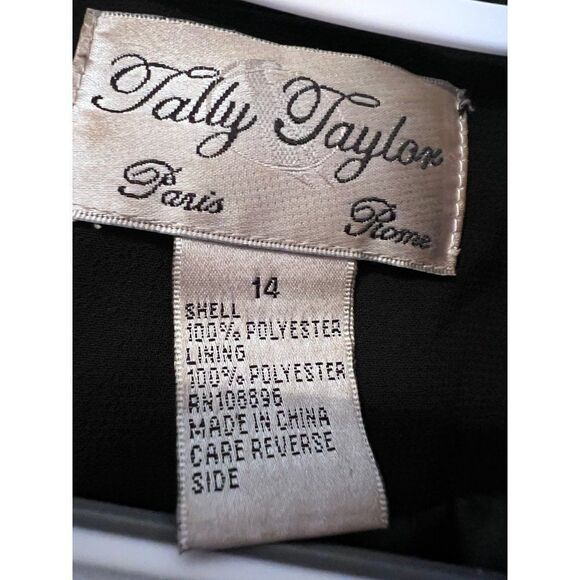 Tally Taylor
Paris Rome
14
SHELL
100% POLYESTER
LINING
100% POLYESTER
RN108896
MADE IN CHINA
CARE REVERSE
SIDE